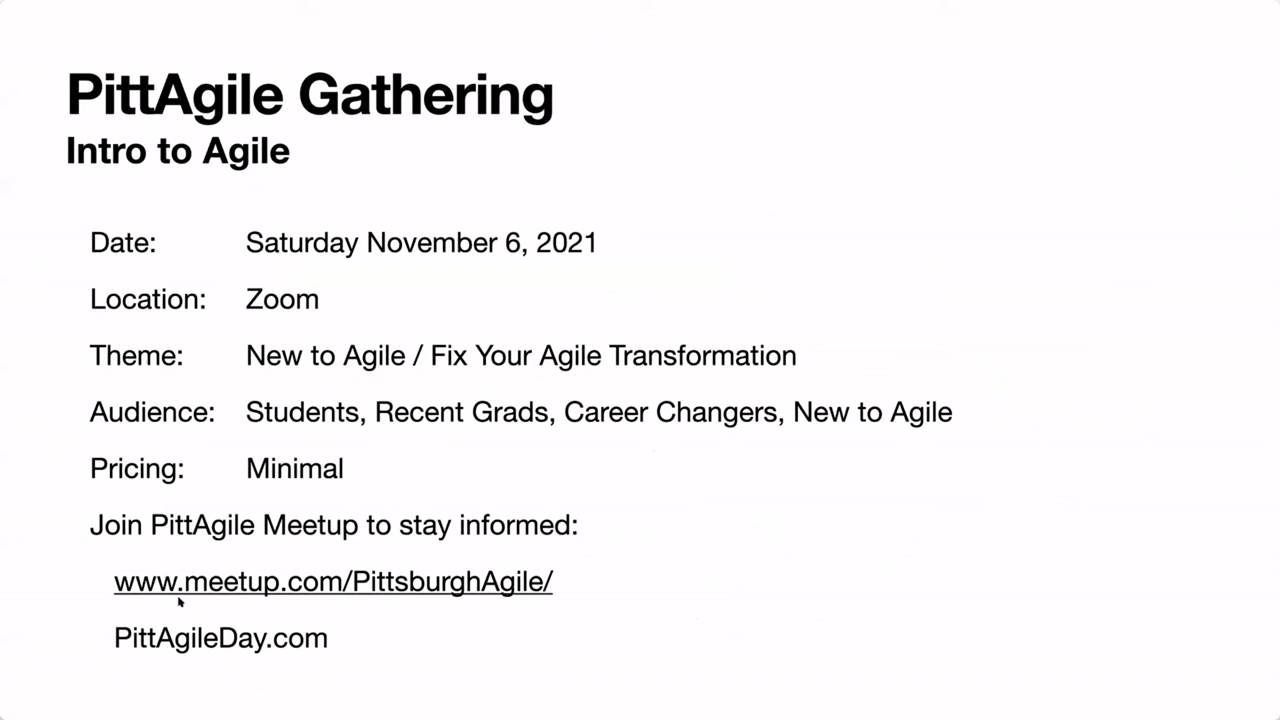 PittAgile Gathering
Intro to Agile
Date: Saturday November 6, 2021
Location: Zoom
Theme: New to Agile / Fix Your Agile Transformation
Audience: Students, Recent Grads, Career Changers, New to Agile
Pricing: Minimal
Join PittAgile Meetup to stay informed:
www.meetup.com/PittsburghAgile/
PittAgileDay.com